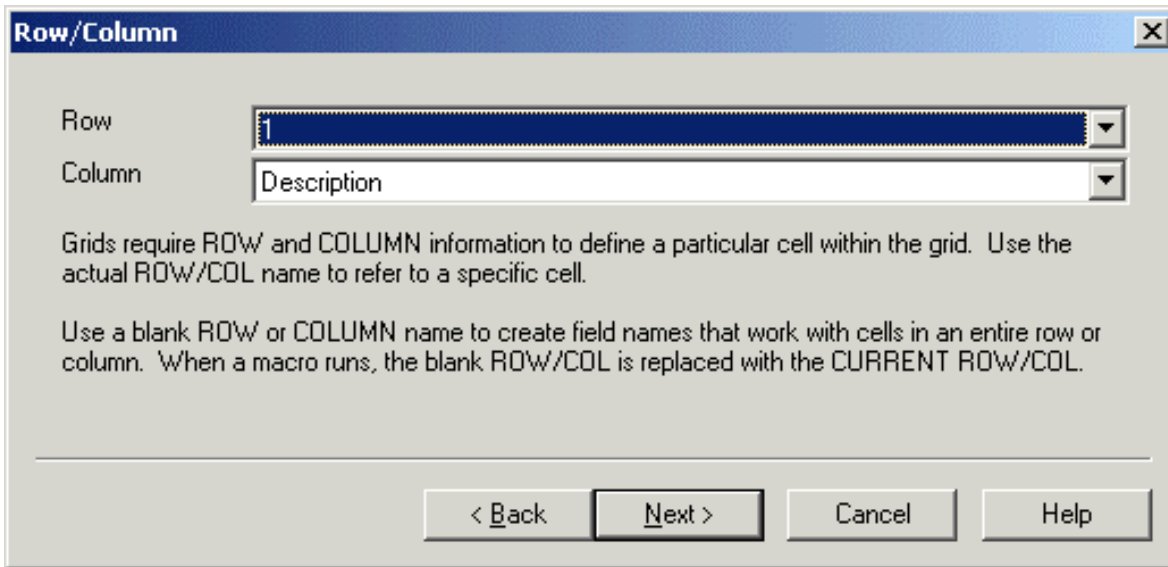 Row/Column
Row
1
Column
Description
Grids require ROW and COLUMN information to define a particular cell within the grid.  Use the
actual ROW/COL name to refer to a specific cell.
Use a blank ROW or COLUMN name to create field names that work with cells in an entire row or
column.  When a macro runs, the blank ROW/COL is replaced with the CURRENT ROW/COL.
< Back
Next >
Cancel
Help